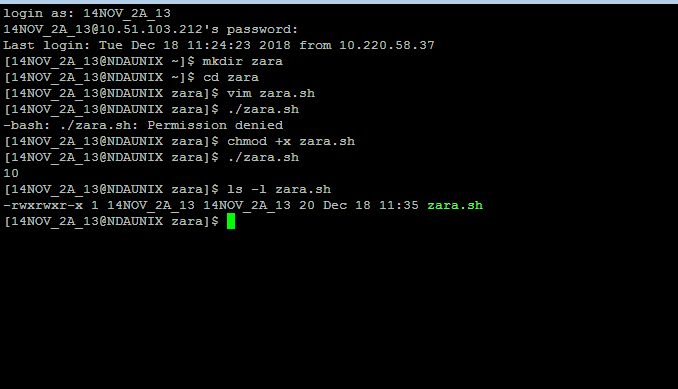 login as: 14NOV_2A_13
14NOV_2A_13@10.51.103.212's password:
Last login: Tue Dec 18 11:24:23 2018 from 10.220.58.37
[14NOV_2A_13@NDAUNIX ~]$ mkdir zara
[14NOV_2A_13@NDAUNIX ~]$ cd zara
[14NOV_2A_13@NDAUNIX zara]$ vim zara.sh
[14NOV_2A_13@NDAUNIX zara]$ ./zara.sh
-bash: ./zara.sh: Permission denied
[14NOV_2A_13@NDAUNIX zara]$ chmod +x zara.sh
[14NOV_2A_13@NDAUNIX zara]$ ./zara.sh
10
[14NOV_2A_13@NDAUNIX zara]$ ls -l zara.sh
-rwxrwxr-x 1 14NOV_2A_13 14NOV_2A_13 20 Dec 18 11:35 zara.sh
[14NOV_2A_13@NDAUNIX zara]$